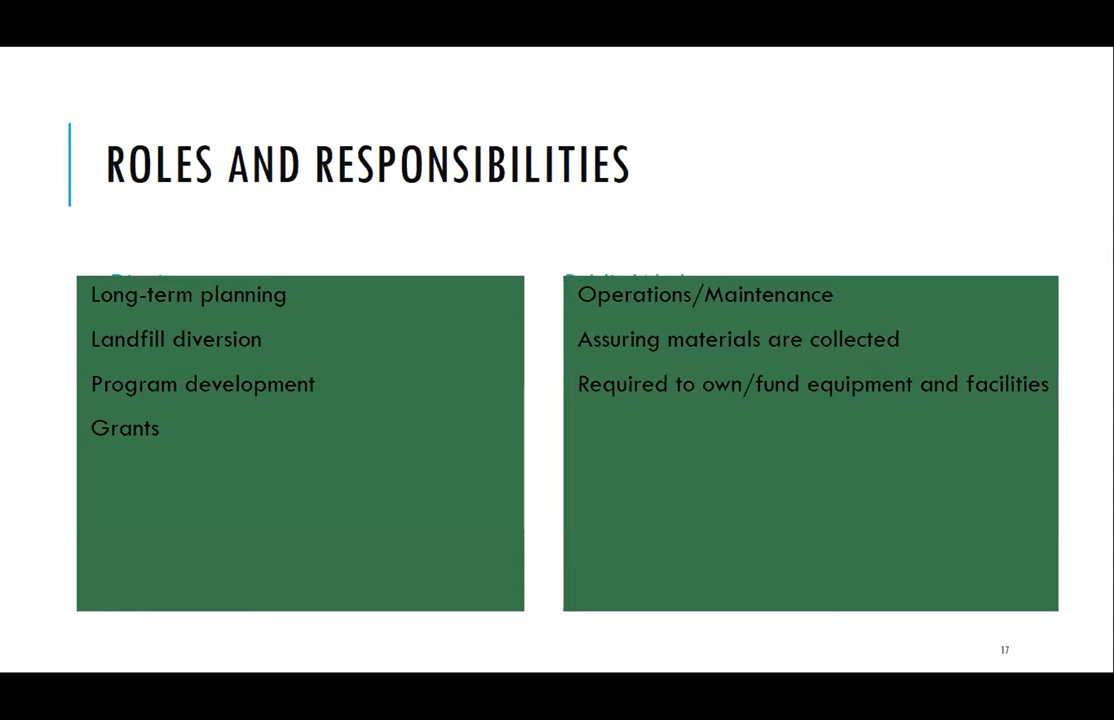 ROLES AND RESPONSIBILITIES
Long-term planning
Landfill diversion
Program development
Grants
Operations/Maintenance
Assuring materials are collected
Required to own/fund equipment and facilities
17